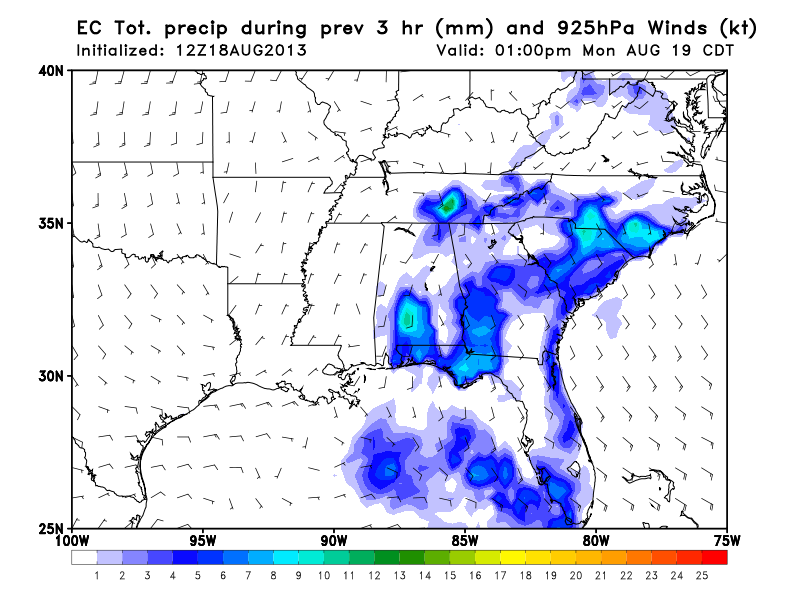 EC Tot. precip during prev 3 hr (mm) and 925hPa Winds (kt)
Initialized: 12Z18AUG2013 Valid: 01:00pm Mon AUG 19 CDT
40N
35N
30N
25N
100W 95W 90W 85W 80W 75W
1 2 3 4 5 6 7 8 9 10 11 12 13 14 15 16 17 18 19 20 21 22 23 24 25